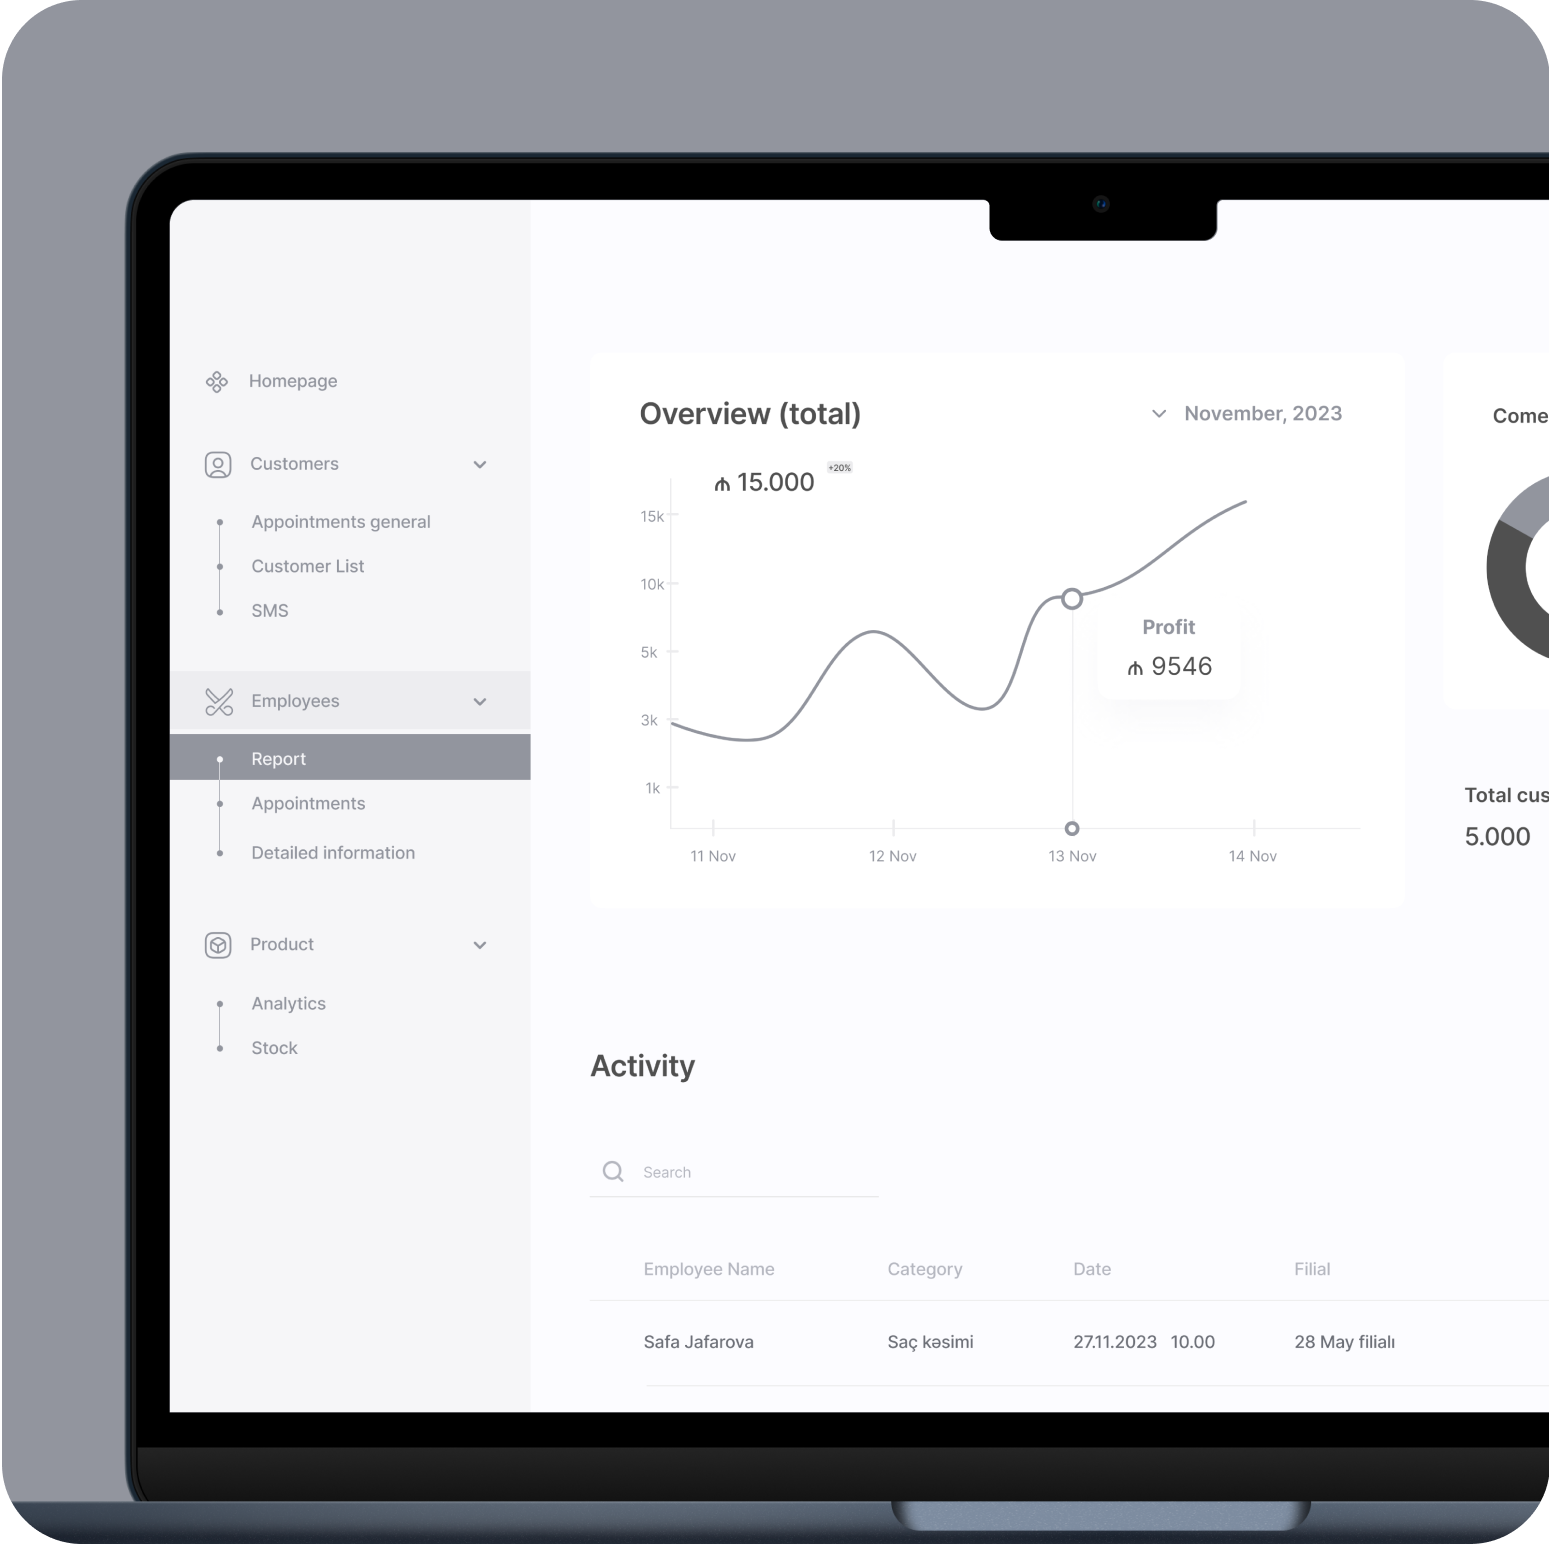 Homepage
Customers
Appointments general
Customer List
SMS
Employees
Report
Appointments
Detailed information
Product
Analytics
Stock
Overview (total)
November, 2023
₼ 15.000 +20%
15k
10k
5k
3k
1k
Profit
₼ 9546
11 Nov 12 Nov 13 Nov 14 Nov
Come
Total cus
5.000
Activity
Search
Employee Name Category Date Filial
Safa Jafarova Saç kəsimi 27.11.2023 10.00 28 May filialı